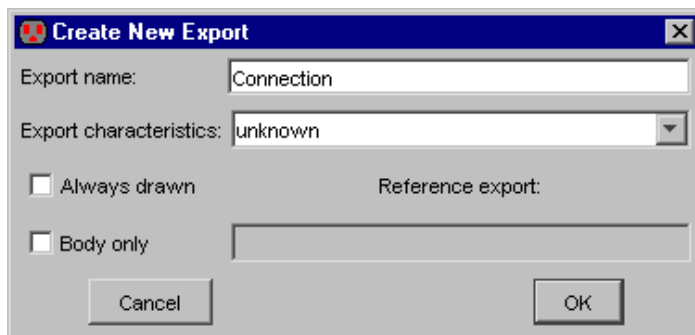 Create New Export
Export name: Connection
Export characteristics: unknown
Always drawn Reference export:
Body only
Cancel OK